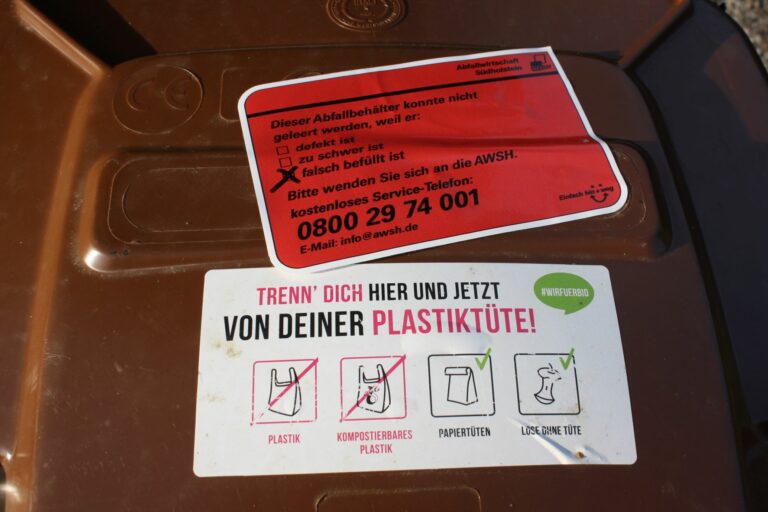 Abfallwirtschaft
Südholstein
Dieser Abfallbehälter konnte nicht
geleert werden, weil er:
defekt ist
zu schwer ist
falsch befüllt ist
Bitte wenden Sie sich an die AWSH.
kostenloses Service-Telefon:
0800 29 74 001
E-Mail: info@awsh.de
Einfach hin & weg
TRENN' DICH HIER UND JETZT
VON DEINER PLASTIKTÜTE!
#WIRFUERBIO
PLASTIK
KOMPOSTIERBARES
PLASTIK
PAPIERTÜTEN
LOSE OHNE TÜTE